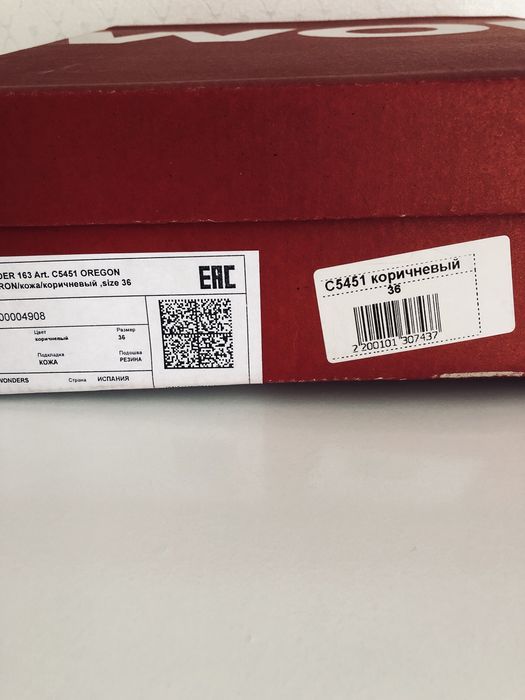 WO
DER 163 Art. C5451 OREGON
RON/кожа/коричневый ,size 36
EAC
00004908
Цвет Размер
коричневый 36
Подкладка Подошва
КОЖА РЕЗИНА
WONDERS Страна ИСПАНИЯ
C5451 коричневый
36
2 200101 307437